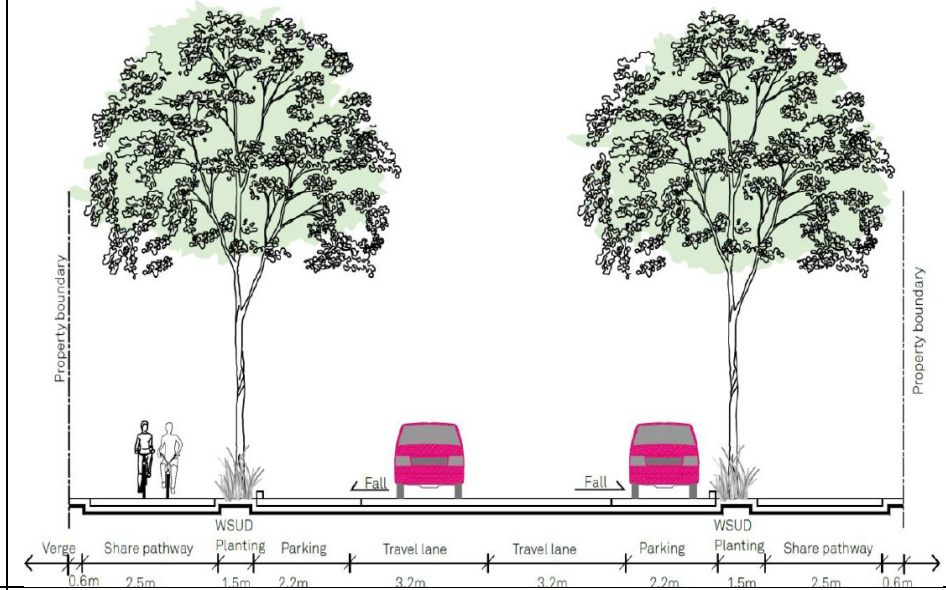 Property boundary
Property boundary
Fall
Fall
WSUD
WSUD
Verge Share pathway Planting Parking Travel lane Travel lane Parking Planting Share pathway
0.6m 2.5m 1.5m 2.2m 3.2m 3.2m 2.2m 1.5m 2.5m 0.6m